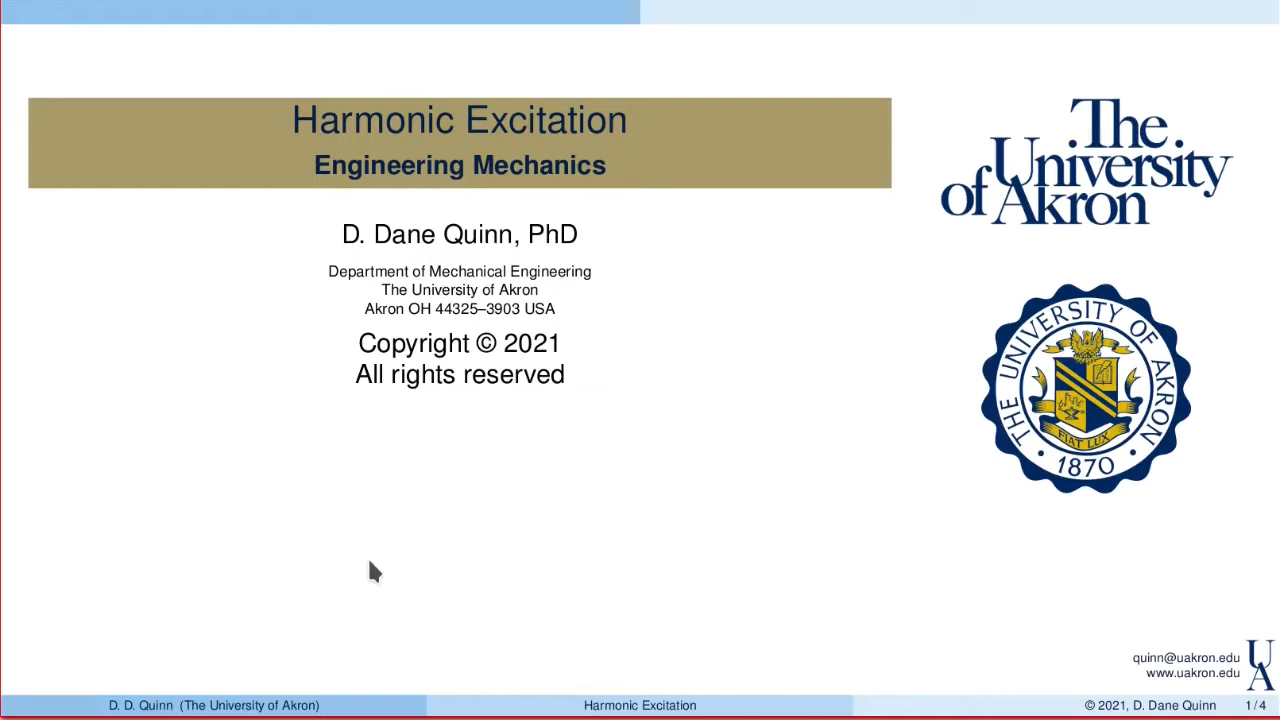 Harmonic Excitation
Engineering Mechanics
D. Dane Quinn, PhD
Department of Mechanical Engineering
The University of Akron
Akron OH 44325–3903 USA
Copyright © 2021
All rights reserved
The
University
of Akron
THE UNIVERSITY OF AKRON
FIAT LUX
1870
quinn@uakron.edu
www.uakron.edu
UA
D. D. Quinn (The University of Akron)
Harmonic Excitation
© 2021, D. Dane Quinn
1 / 4